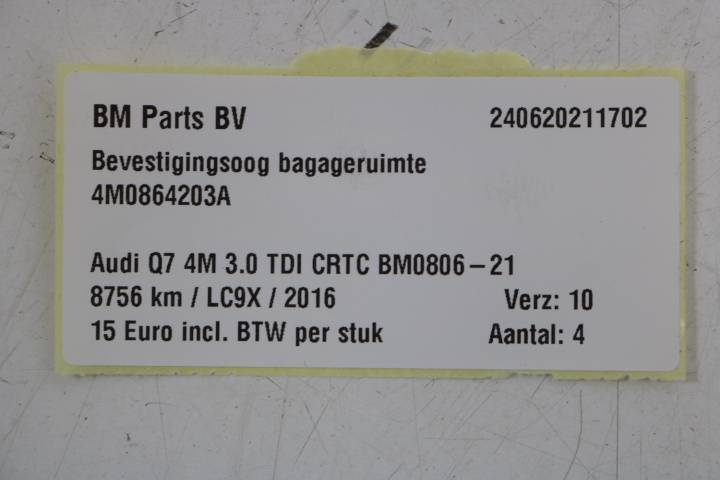 BM Parts BV 240620211702
Bevestigingsoog bagageruimte
4M0864203A
Audi Q7 4M 3.0 TDI CRTC BM0806-21
8756 km / LC9X / 2016 Verz: 10
15 Euro incl. BTW per stuk Aantal: 4